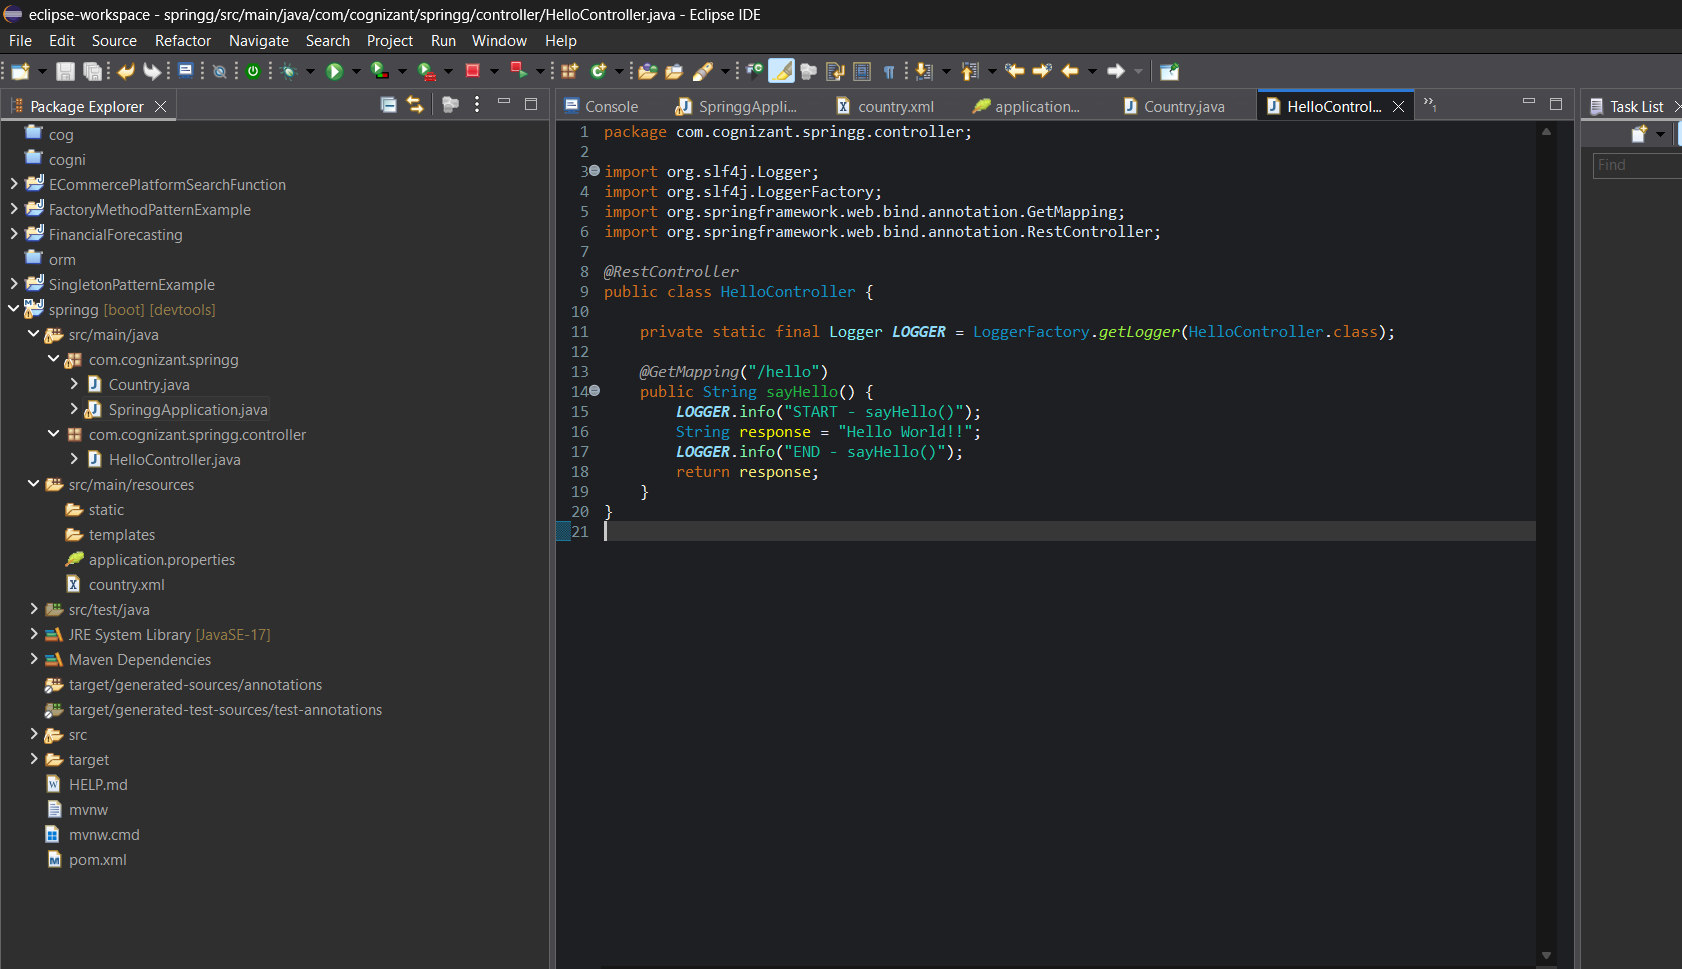 eclipse-workspace - springg/src/main/java/com/cognizant/springg/controller/HelloController.java - Eclipse IDE
File Edit Source Refactor Navigate Search Project Run Window Help
Package Explorer
cog
cogni
ECommercePlatformSearchFunction
FactoryMethodPatternExample
FinancialForecasting
orm
SingletonPatternExample
springg [boot] [devtools]
src/main/java
com.cognizant.springg
Country.java
SpringgApplication.java
com.cognizant.springg.controller
HelloController.java
src/main/resources
static
templates
application.properties
country.xml
src/test/java
JRE System Library [JavaSE-17]
Maven Dependencies
target/generated-sources/annotations
target/generated-test-sources/test-annotations
src
target
HELP.md
mvnw
mvnw.cmd
pom.xml
Console SpringgAppli... country.xml application... Country.java HelloControl... »1
1 package com.cognizant.springg.controller;
2
3 import org.slf4j.Logger;
4 import org.slf4j.LoggerFactory;
5 import org.springframework.web.bind.annotation.GetMapping;
6 import org.springframework.web.bind.annotation.RestController;
7
8 @RestController
9 public class HelloController {
10
11     private static final Logger LOGGER = LoggerFactory.getLogger(HelloController.class);
12
13     @GetMapping("/hello")
14     public String sayHello() {
15         LOGGER.info("START - sayHello()");
16         String response = "Hello World!!";
17         LOGGER.info("END - sayHello()");
18         return response;
19     }
20 }
21
Task List
Find